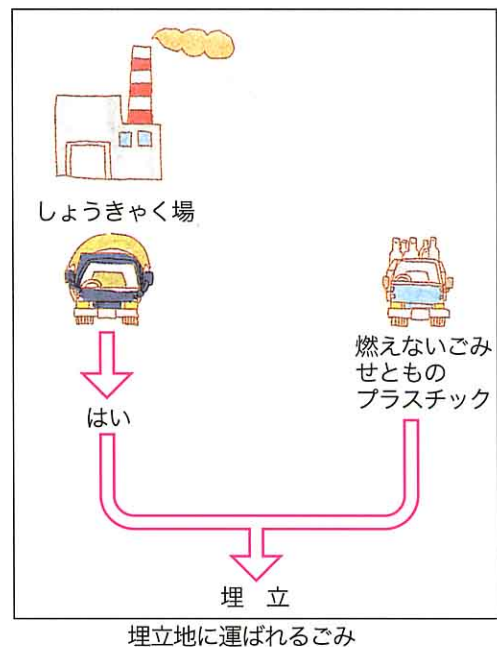 しょうきゃく場
燃えないごみ
せともの
プラスチック
はい
埋 立
埋立地に運ばれるごみ